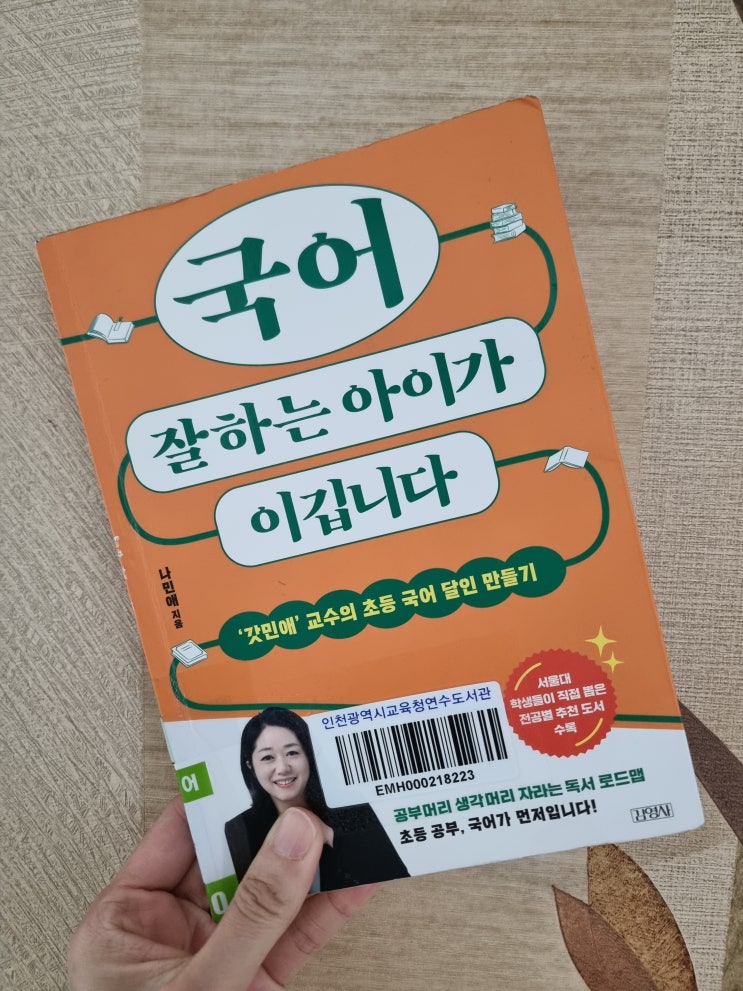 국어
잘하는 아이가
이깁니다
나민애 지음
'갓민애' 교수의 초등 국어 달인 만들기
서울대
학생들이 직접 뽑은
전공별 추천 도서
수록
인천광역시교육청연수도서관
EMH000218223
어
공부머리 생각머리 자라는 독서 로드맵
초등 공부, 국어가 먼저입니다!
김영사